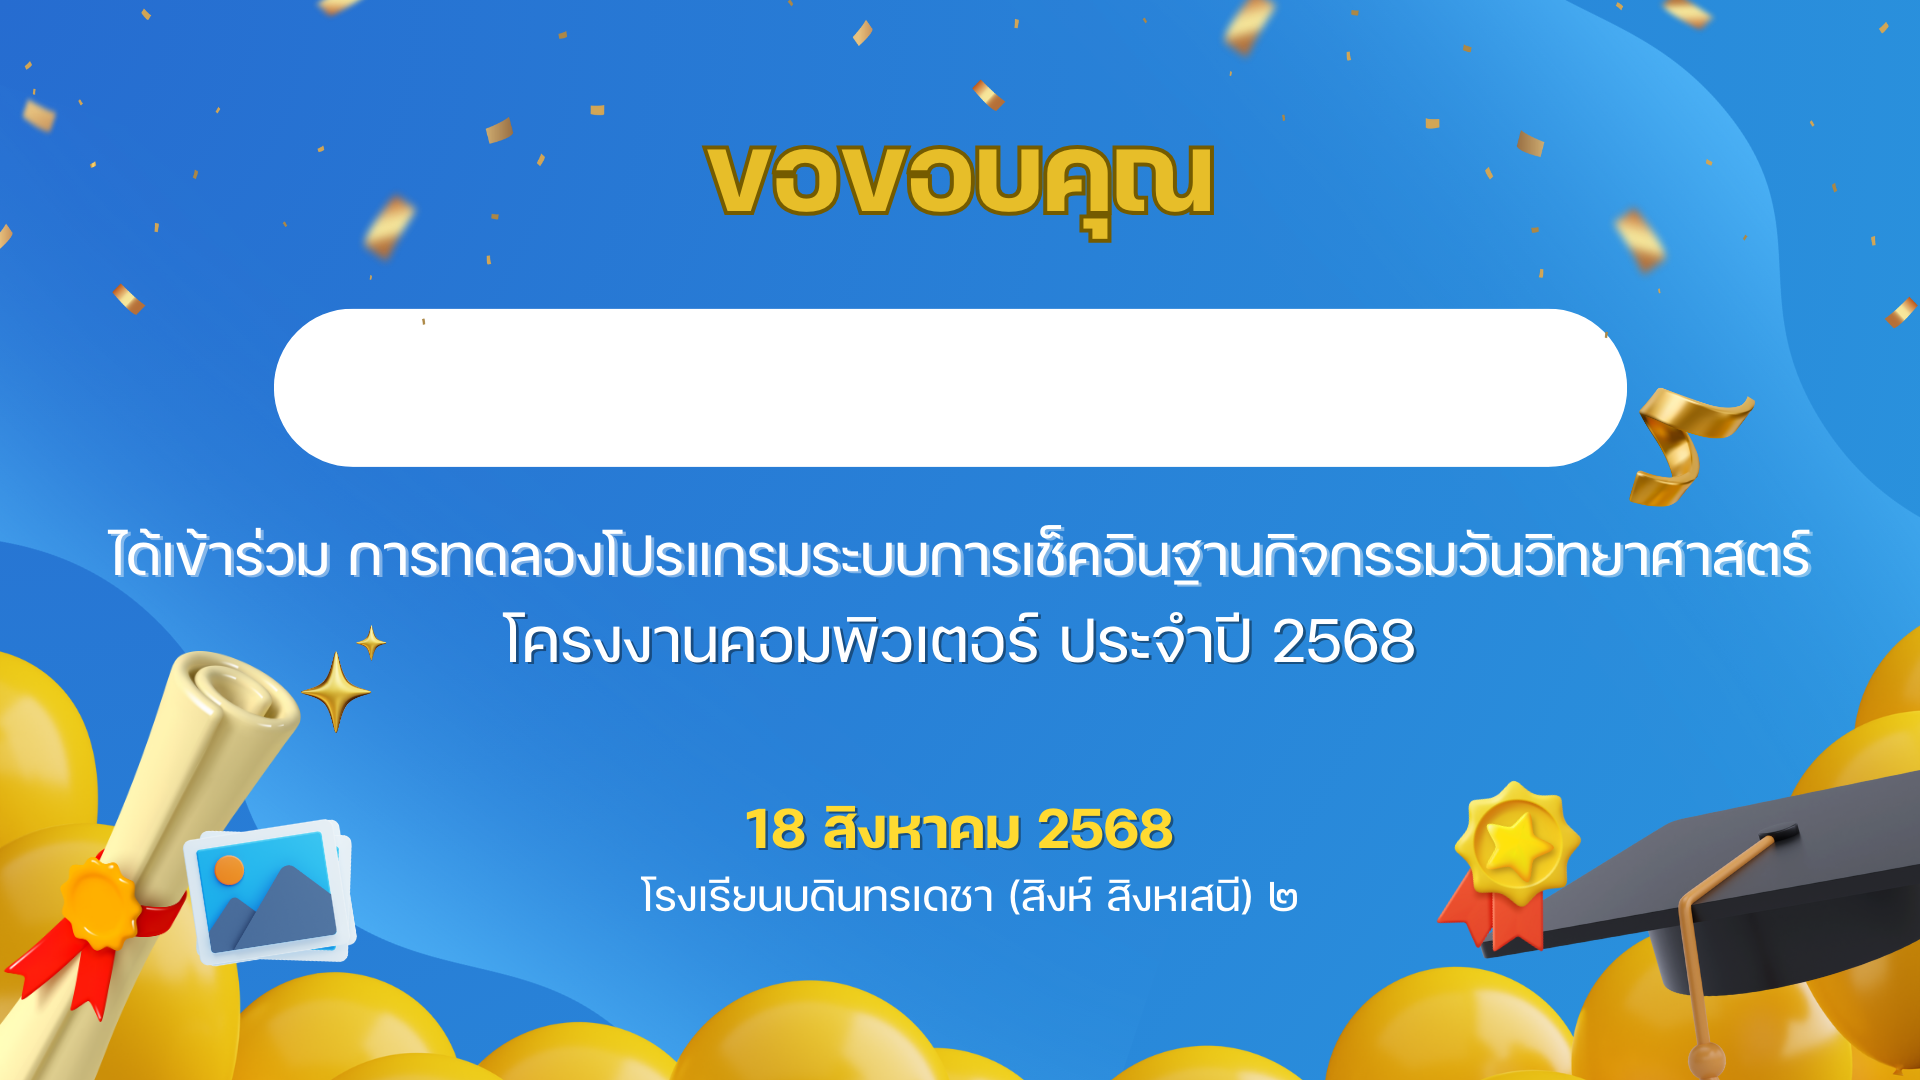 ขอขอบคุณ
ได้เข้าร่วม การทดลองโปรแกรมระบบการเช็คอินฐานกิจกรรมวันวิทยาศาสตร์
โครงงานคอมพิวเตอร์ ประจำปี 2568
18 สิงหาคม 2568
โรงเรียนบดินทรเดชา (สิงห์ สิงหเสนี) ๒